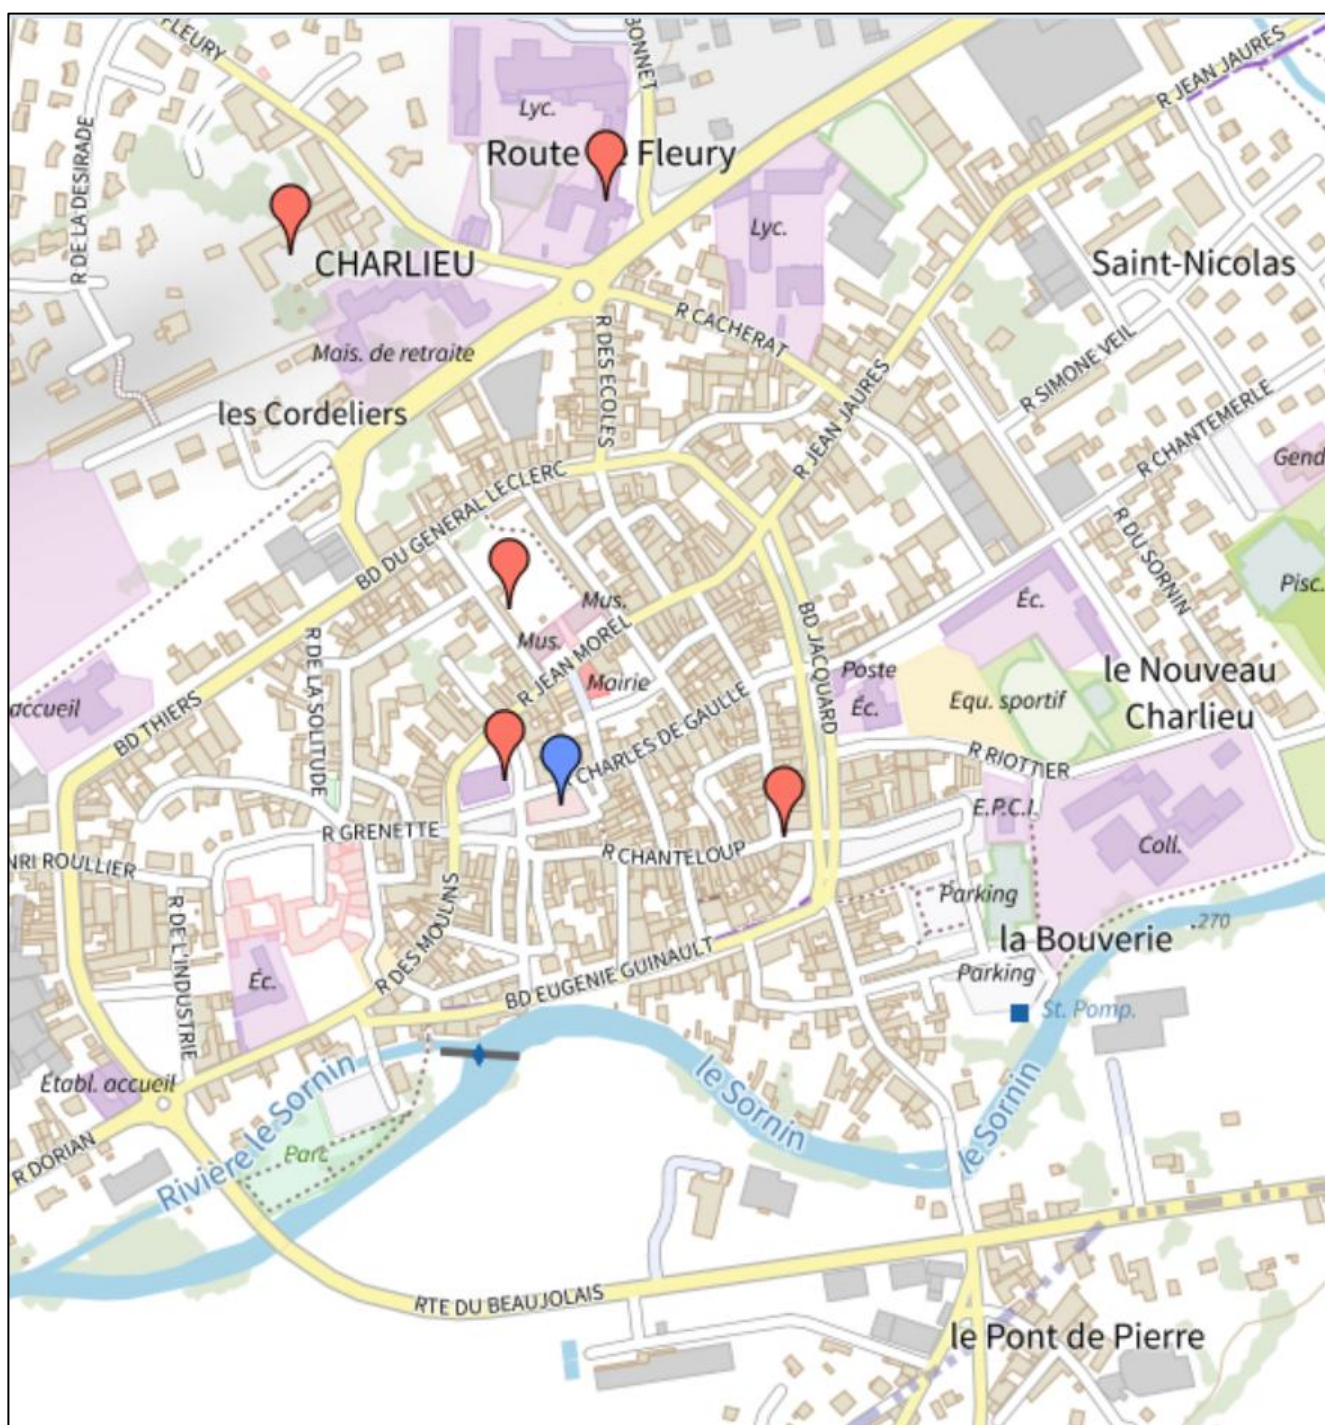 FLEURY
BONNET
R JEAN JAURES
Lyc.
Route de Fleury
R DE LA DESIRADE
Lyc.
CHARLIEU
Saint-Nicolas
R CACHERAT
Mais. de retraite
R DES ECOLES
R SIMONE VEIL
les Cordeliers
R JEAN JAURES
R CHANTEMERLE
Gend
BD DU GENERAL LECLERC
R DU SORNIN
Pisc.
Mus.
Éc.
Mus.
R JEAN MOREL
R DE LA SOLITUDE
Mairie
BD JACQUARD
Poste
le Nouveau
Charlieu
Éc.
Equ. sportif
accueil
BD THIERS
CHARLES DE GAULLE
R RIOTTIER
E.P.C.I.
R GRENETTE
R CHANTELOUP
Coll.
NRI ROULLIER
Parking
R DE L'INDUSTRIE
R DES MOULINS
270
la Bouverie
Éc.
Parking
BD EUGENIE GUINAULT
St. Pomp.
Établ. accueil
le Sornin
le Sornin
Rivière le Sornin
R DORIAN
Parc
RTE DU BEAUJOLAIS
le Pont de Pierre